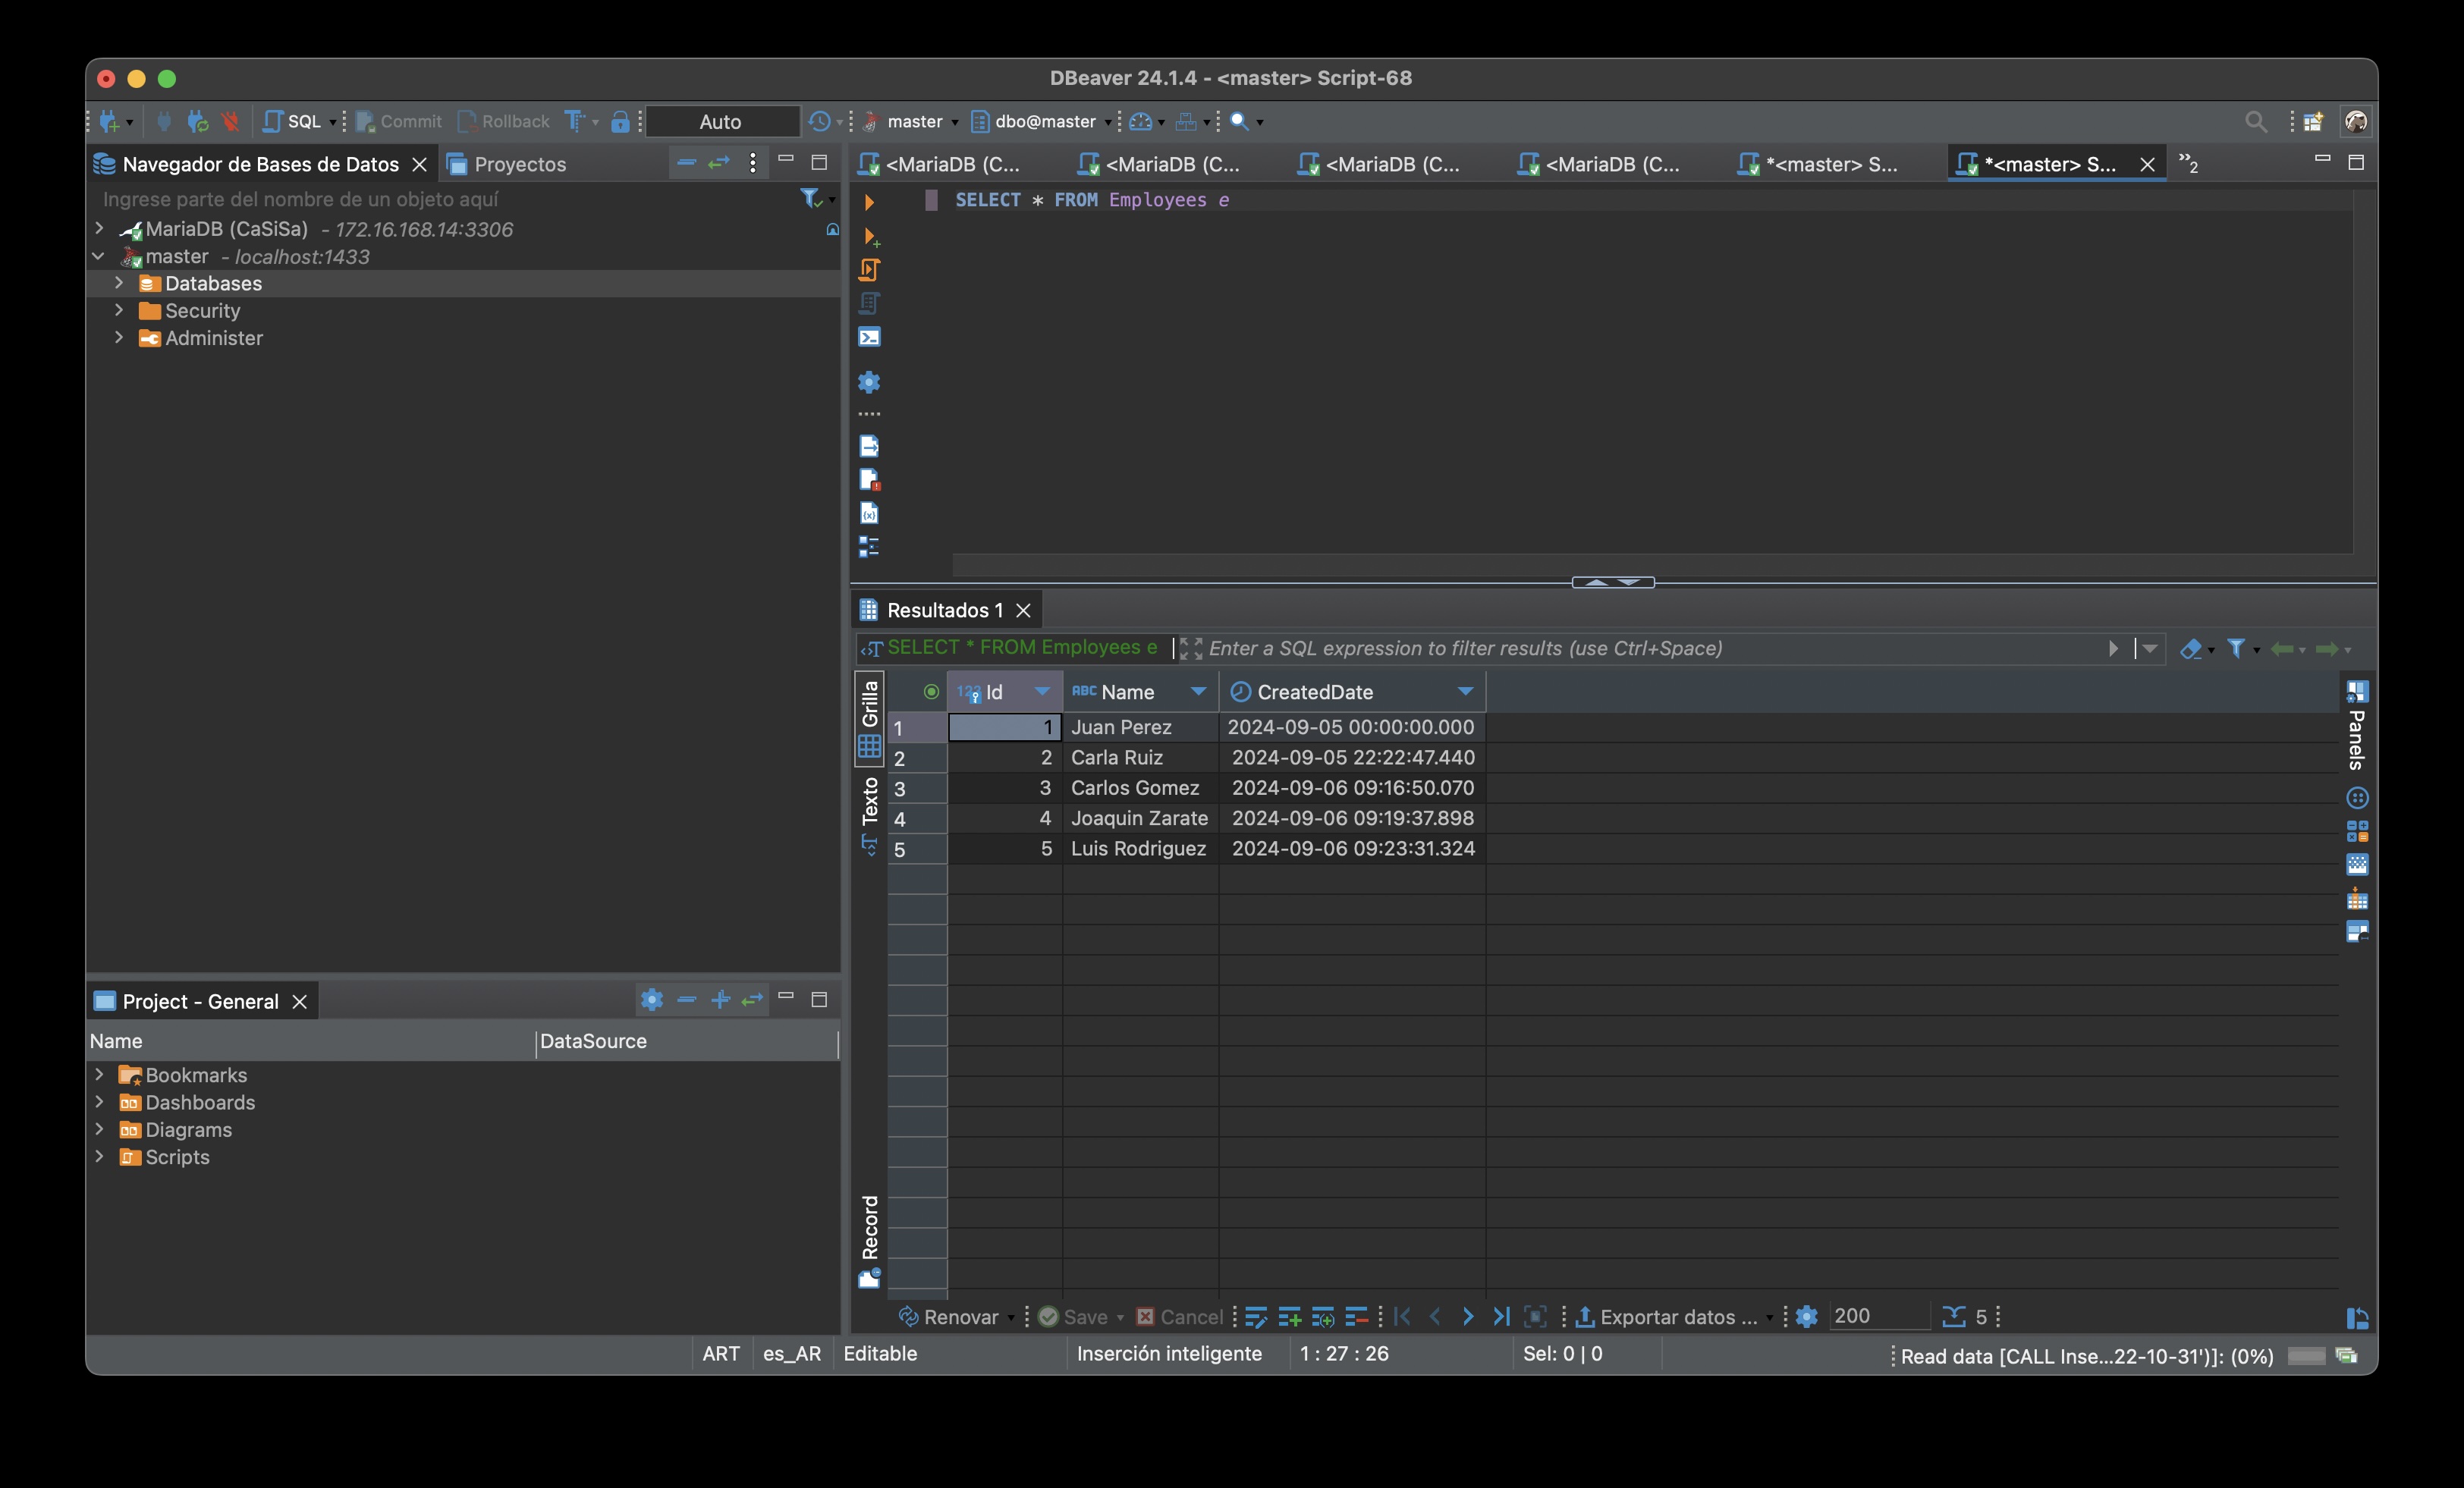 DBeaver 24.1.4 - <master> Script-68
SQL Commit Rollback Auto master dbo@master
Navegador de Bases de Datos Proyectos
Ingrese parte del nombre de un objeto aquí
MariaDB (CaSiSa) - 172.16.168.14:3306
master - localhost:1433
Databases
Security
Administer
Project - General
Name DataSource
Bookmarks
Dashboards
Diagrams
Scripts
<MariaDB (C... <MariaDB (C... <MariaDB (C... <MariaDB (C... *<master> S... *<master> S... »2
SELECT * FROM Employees e
Resultados 1
SELECT * FROM Employees e Enter a SQL expression to filter results (use Ctrl+Space)
Grilla
Texto
Record
123 Id ABC Name CreatedDate
1 1 Juan Perez 2024-09-05 00:00:00.000
2 2 Carla Ruiz 2024-09-05 22:22:47.440
3 3 Carlos Gomez 2024-09-06 09:16:50.070
4 4 Joaquin Zarate 2024-09-06 09:19:37.898
5 5 Luis Rodriguez 2024-09-06 09:23:31.324
Panels
Renovar Save Cancel Exportar datos ... 200 5
ART es_AR Editable Inserción inteligente 1 : 27 : 26 Sel: 0 | 0 Read data [CALL Inse...22-10-31')]: (0%)